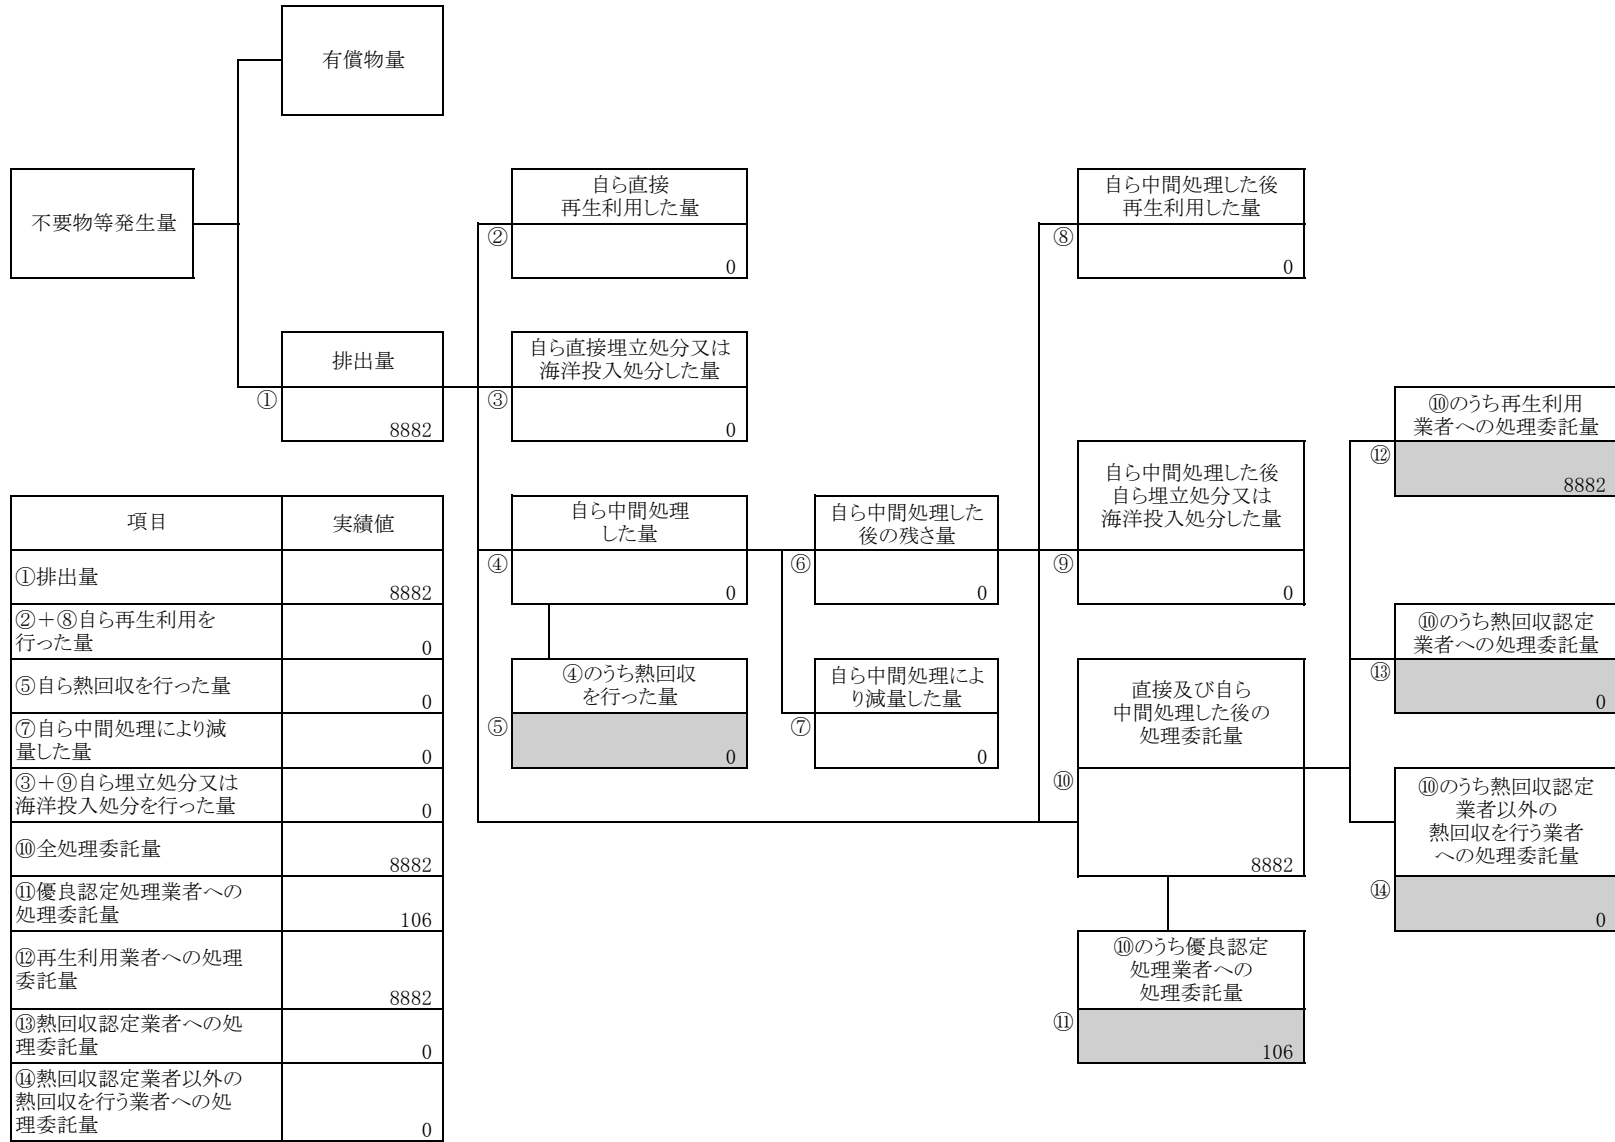 有償物量
不要物等発生量
自ら直接
再生利用した量
②
0
自ら中間処理した後
再生利用した量
⑧
0
排出量
①
8882
自ら直接埋立処分又は
海洋投入処分した量
③
0
⑩のうち再生利用
業者への処理委託量
⑫
8882
自ら中間処理
した量
④
0
自ら中間処理した
後の残さ量
⑥
0
自ら中間処理した後
自ら埋立処分又は
海洋投入処分した量
⑨
0
⑩のうち熱回収認定
業者への処理委託量
⑬
0
④のうち熱回収
を行った量
⑤
0
自ら中間処理によ
り減量した量
⑦
0
直接及び自ら
中間処理した後の
処理委託量
⑩
8882
⑩のうち熱回収認定
業者以外の
熱回収を行う業者
への処理委託量
⑭
0
⑩のうち優良認定
処理業者への
処理委託量
⑪
106
項目 実績値
①排出量
8882
②＋⑧自ら再生利用を
行った量
0
⑤自ら熱回収を行った量
0
⑦自ら中間処理により減
量した量
0
③＋⑨自ら埋立処分又は
海洋投入処分を行った量
0
⑩全処理委託量
8882
⑪優良認定処理業者への
処理委託量
106
⑫再生利用業者への処理
委託量
8882
⑬熱回収認定業者への処
理委託量
0
⑭熱回収認定業者以外の
熱回収を行う業者への処
理委託量
0